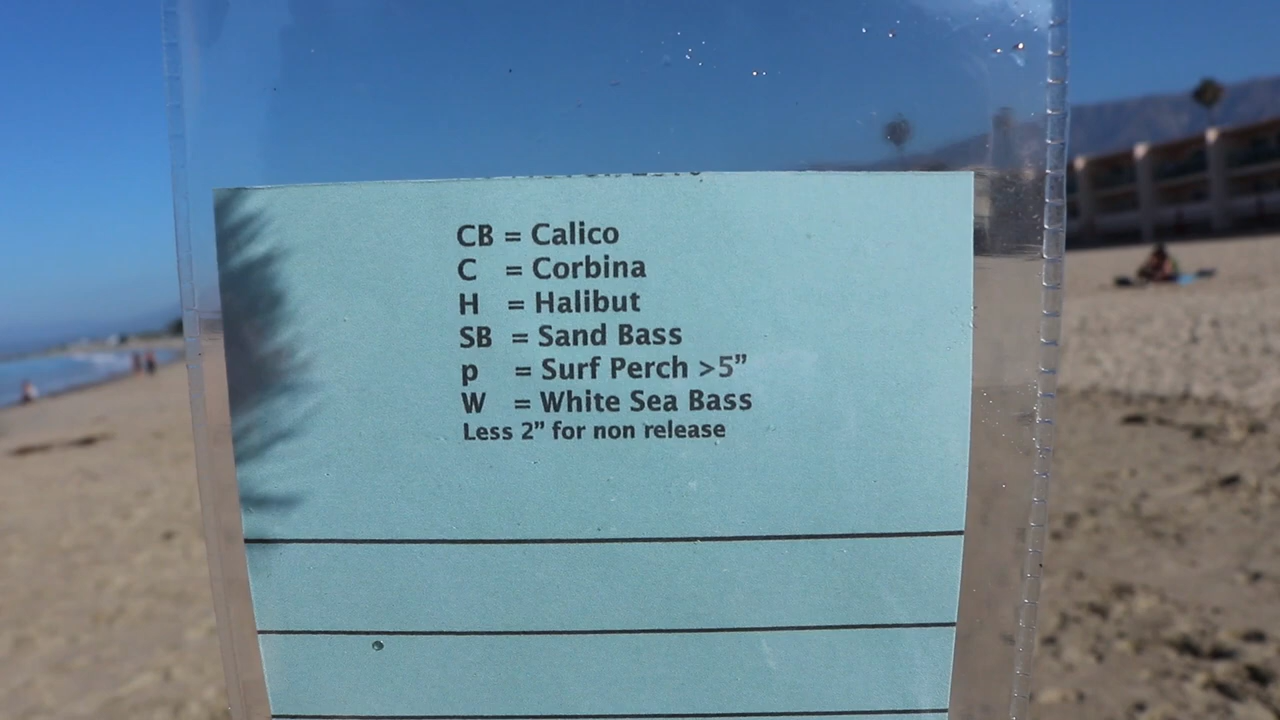 CB = Calico
C = Corbina
H = Halibut
SB = Sand Bass
p = Surf Perch >5”
W = White Sea Bass
Less 2” for non release